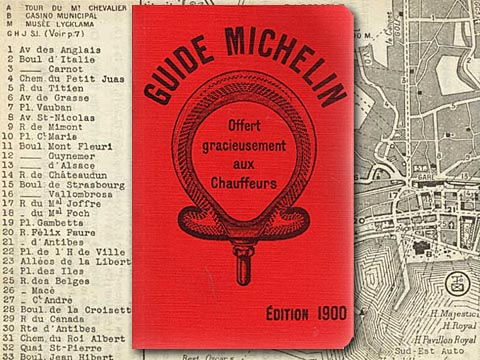 A TOUR DU Mt CHEVALIER
B CASINO MUNICIPAL
M MUSÉE LYCKLAMA
G H J. S I. (Voir p. 7)
1 Av des Anglais
2 Boul d'Italie
3 — Carnot
4 Chem. du Petit Juas
5 R. du Titien
6 Av. de Grasse
7 Pl. Vauban
8 Av. St-Nicolas
9 R. de Mimont
10 Pl. Ce Marie
11 Boul. Mont Fleuri
12 — Guynemer
13 — d'Alsace
14 R. de Châteaudun
15 Boul. de Strasbourg
16 — Vallombrosa
17 R du Mal Joffre
18 . du Mal Foch
19 Pl. Gambetta
20 R. Félix Faure
21 . d'Antibes
22 Pl. de l'H de Ville
23 Allées de la Libert
24 Pl. des Iles
25 R. des Belges
26 . Macé
27 . Ct André
28 Boul. de la Croisett
29 R du Canada
30 Rte d'Antibes
31 Chem. du Roi Albert
32 Quai St-Pierre
33 Boul. Jean Hibert
GUIDE MICHELIN
Offert
gracieusement
aux
Chauffeurs
ÉDITION 1900
GARE
H. Majestic
H. Royal
H. Pavillon Royal
Sud-Est Auto